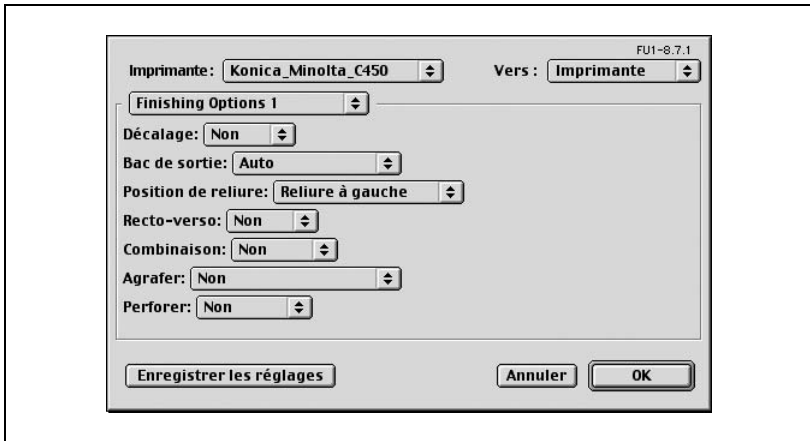 FU1-8.7.1
Imprimante: Konica_Minolta_C450 Vers : Imprimante
Finishing Options 1
Décalage: Non
Bac de sortie: Auto
Position de reliure: Reliure à gauche
Recto-verso: Non
Combinaison: Non
Agrafer: Non
Perforer: Non
Enregistrer les réglages Annuler OK